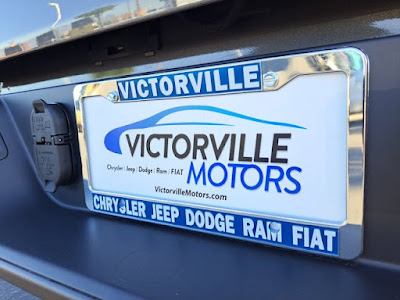 VICTORVILLE
VICTORVILLE
MOTORS
Chrysler | Jeep | Dodge | Ram | FIAT
VictorvilleMotors.com
CHRYSLER JEEP DODGE RAM FIAT